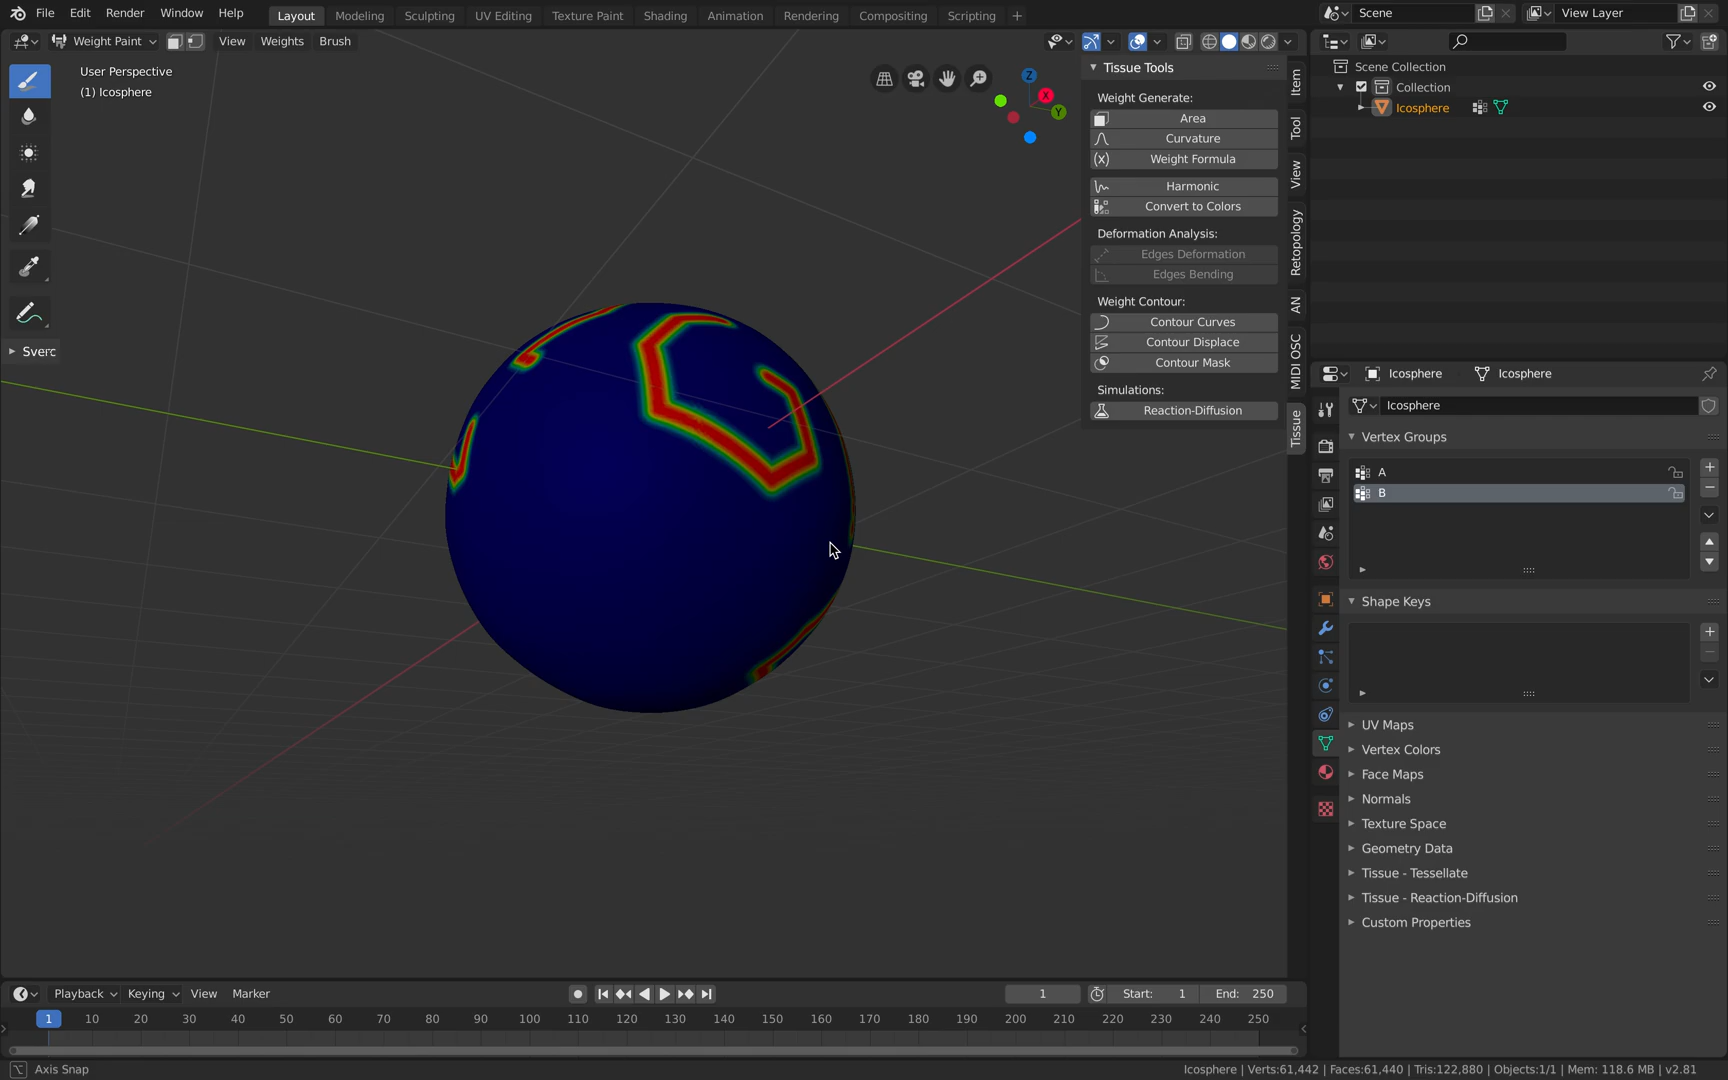 File Edit Render Window Help
Layout Modeling Sculpting UV Editing Texture Paint Shading Animation Rendering Compositing Scripting +
Scene
View Layer
Weight Paint View Weights Brush
User Perspective
(1) Icosphere
Z
X
Y
Sverc
Tissue Tools
Weight Generate:
Area
Curvature
(x) Weight Formula
Harmonic
Convert to Colors
Deformation Analysis:
Edges Deformation
Edges Bending
Weight Contour:
Contour Curves
Contour Displace
Contour Mask
Simulations:
Reaction-Diffusion
Item
Tool
View
Retopology
AN
MIDI OSC
Tissue
Scene Collection
Collection
Icosphere
Icosphere Icosphere
Icosphere
Vertex Groups
A
B
Shape Keys
UV Maps
Vertex Colors
Face Maps
Normals
Texture Space
Geometry Data
Tissue - Tessellate
Tissue - Reaction-Diffusion
Custom Properties
Playback Keying View Marker
1 Start: 1 End: 250
1 10 20 30 40 50 60 70 80 90 100 110 120 130 140 150 160 170 180 190 200 210 220 230 240 250
Axis Snap
Icosphere | Verts:61,442 | Faces:61,440 | Tris:122,880 | Objects:1/1 | Mem: 118.6 MB | v2.81